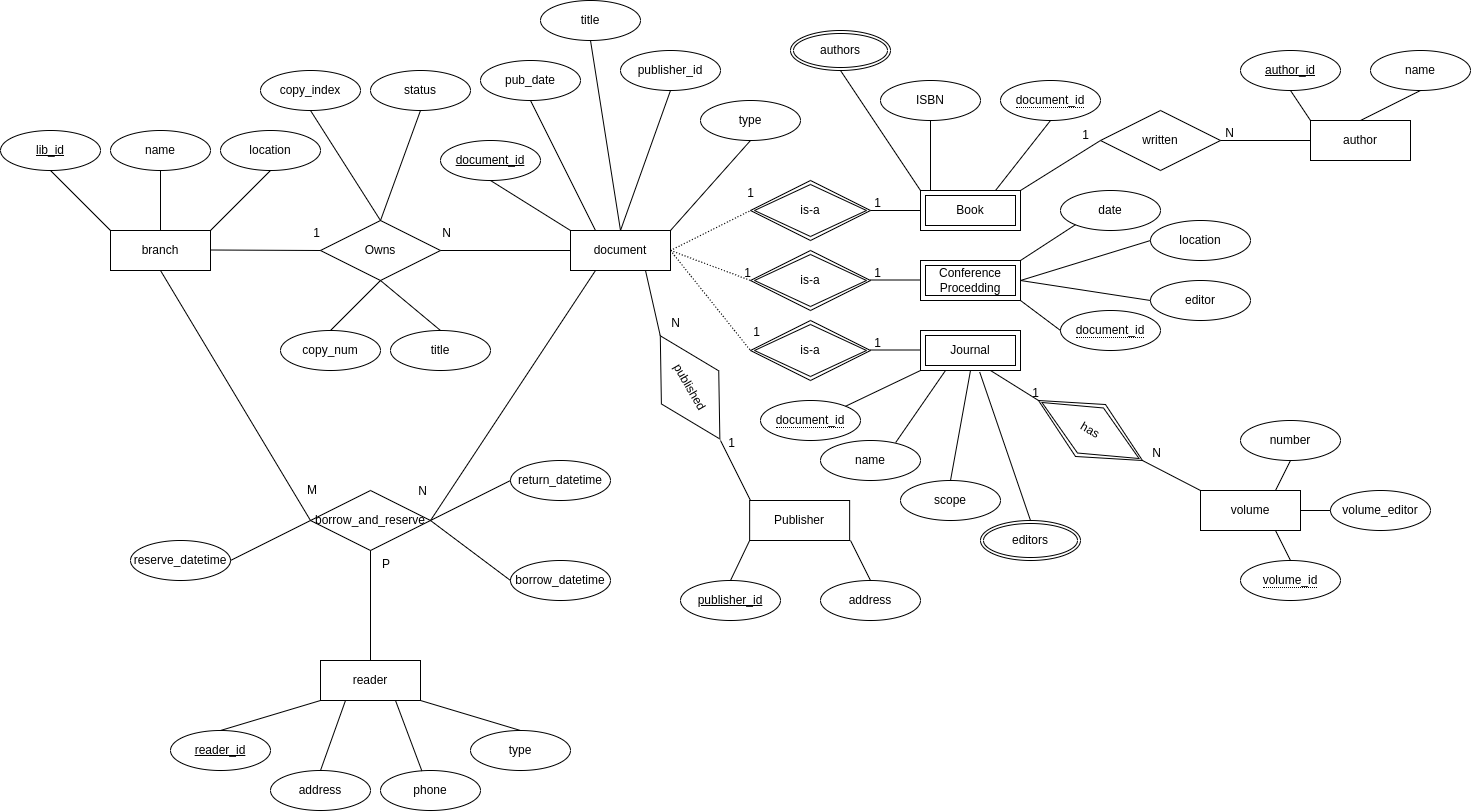 title
authors
copy_index
status
pub_date
publisher_id
author_id
name
ISBN
document_id
type
lib_id
name
location
document_id
1
written
N
author
1
is-a
1
Book
date
branch
1
Owns
N
document
location
1
is-a
1
Conference
Procedding
editor
copy_num
title
N
1
is-a
1
Journal
document_id
published
1
document_id
has
N
number
name
1
M
N
return_datetime
scope
volume
volume_editor
borrow_and_reserve
Publisher
editors
reserve_datetime
P
borrow_datetime
volume_id
publisher_id
address
reader
reader_id
type
address
phone